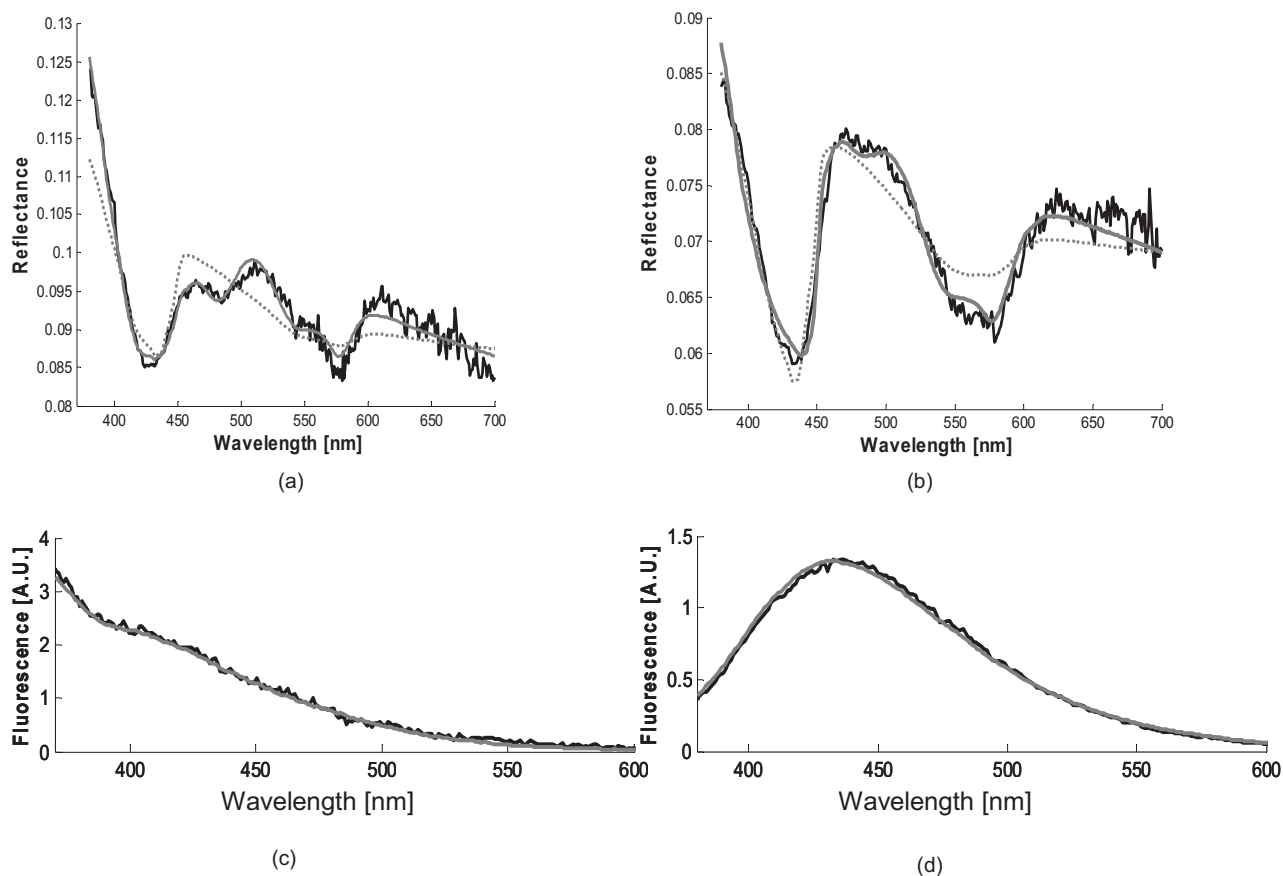 0.13
0.125
0.12
0.115
0.11
0.105
0.1
0.095
0.09
0.085
0.08
Reflectance
400 450 500 550 600 650 700
Wavelength [nm]
(a)
0.09
0.085
0.08
0.075
0.07
0.065
0.06
0.055
Reflectance
400 450 500 550 600 650 700
Wavelength [nm]
(b)
4
3
2
1
0
Fluorescence [A.U.]
400 450 500 550 600
Wavelength [nm]
(c)
1.5
1
0.5
0
Fluorescence [A.U.]
400 450 500 550 600
Wavelength [nm]
(d)